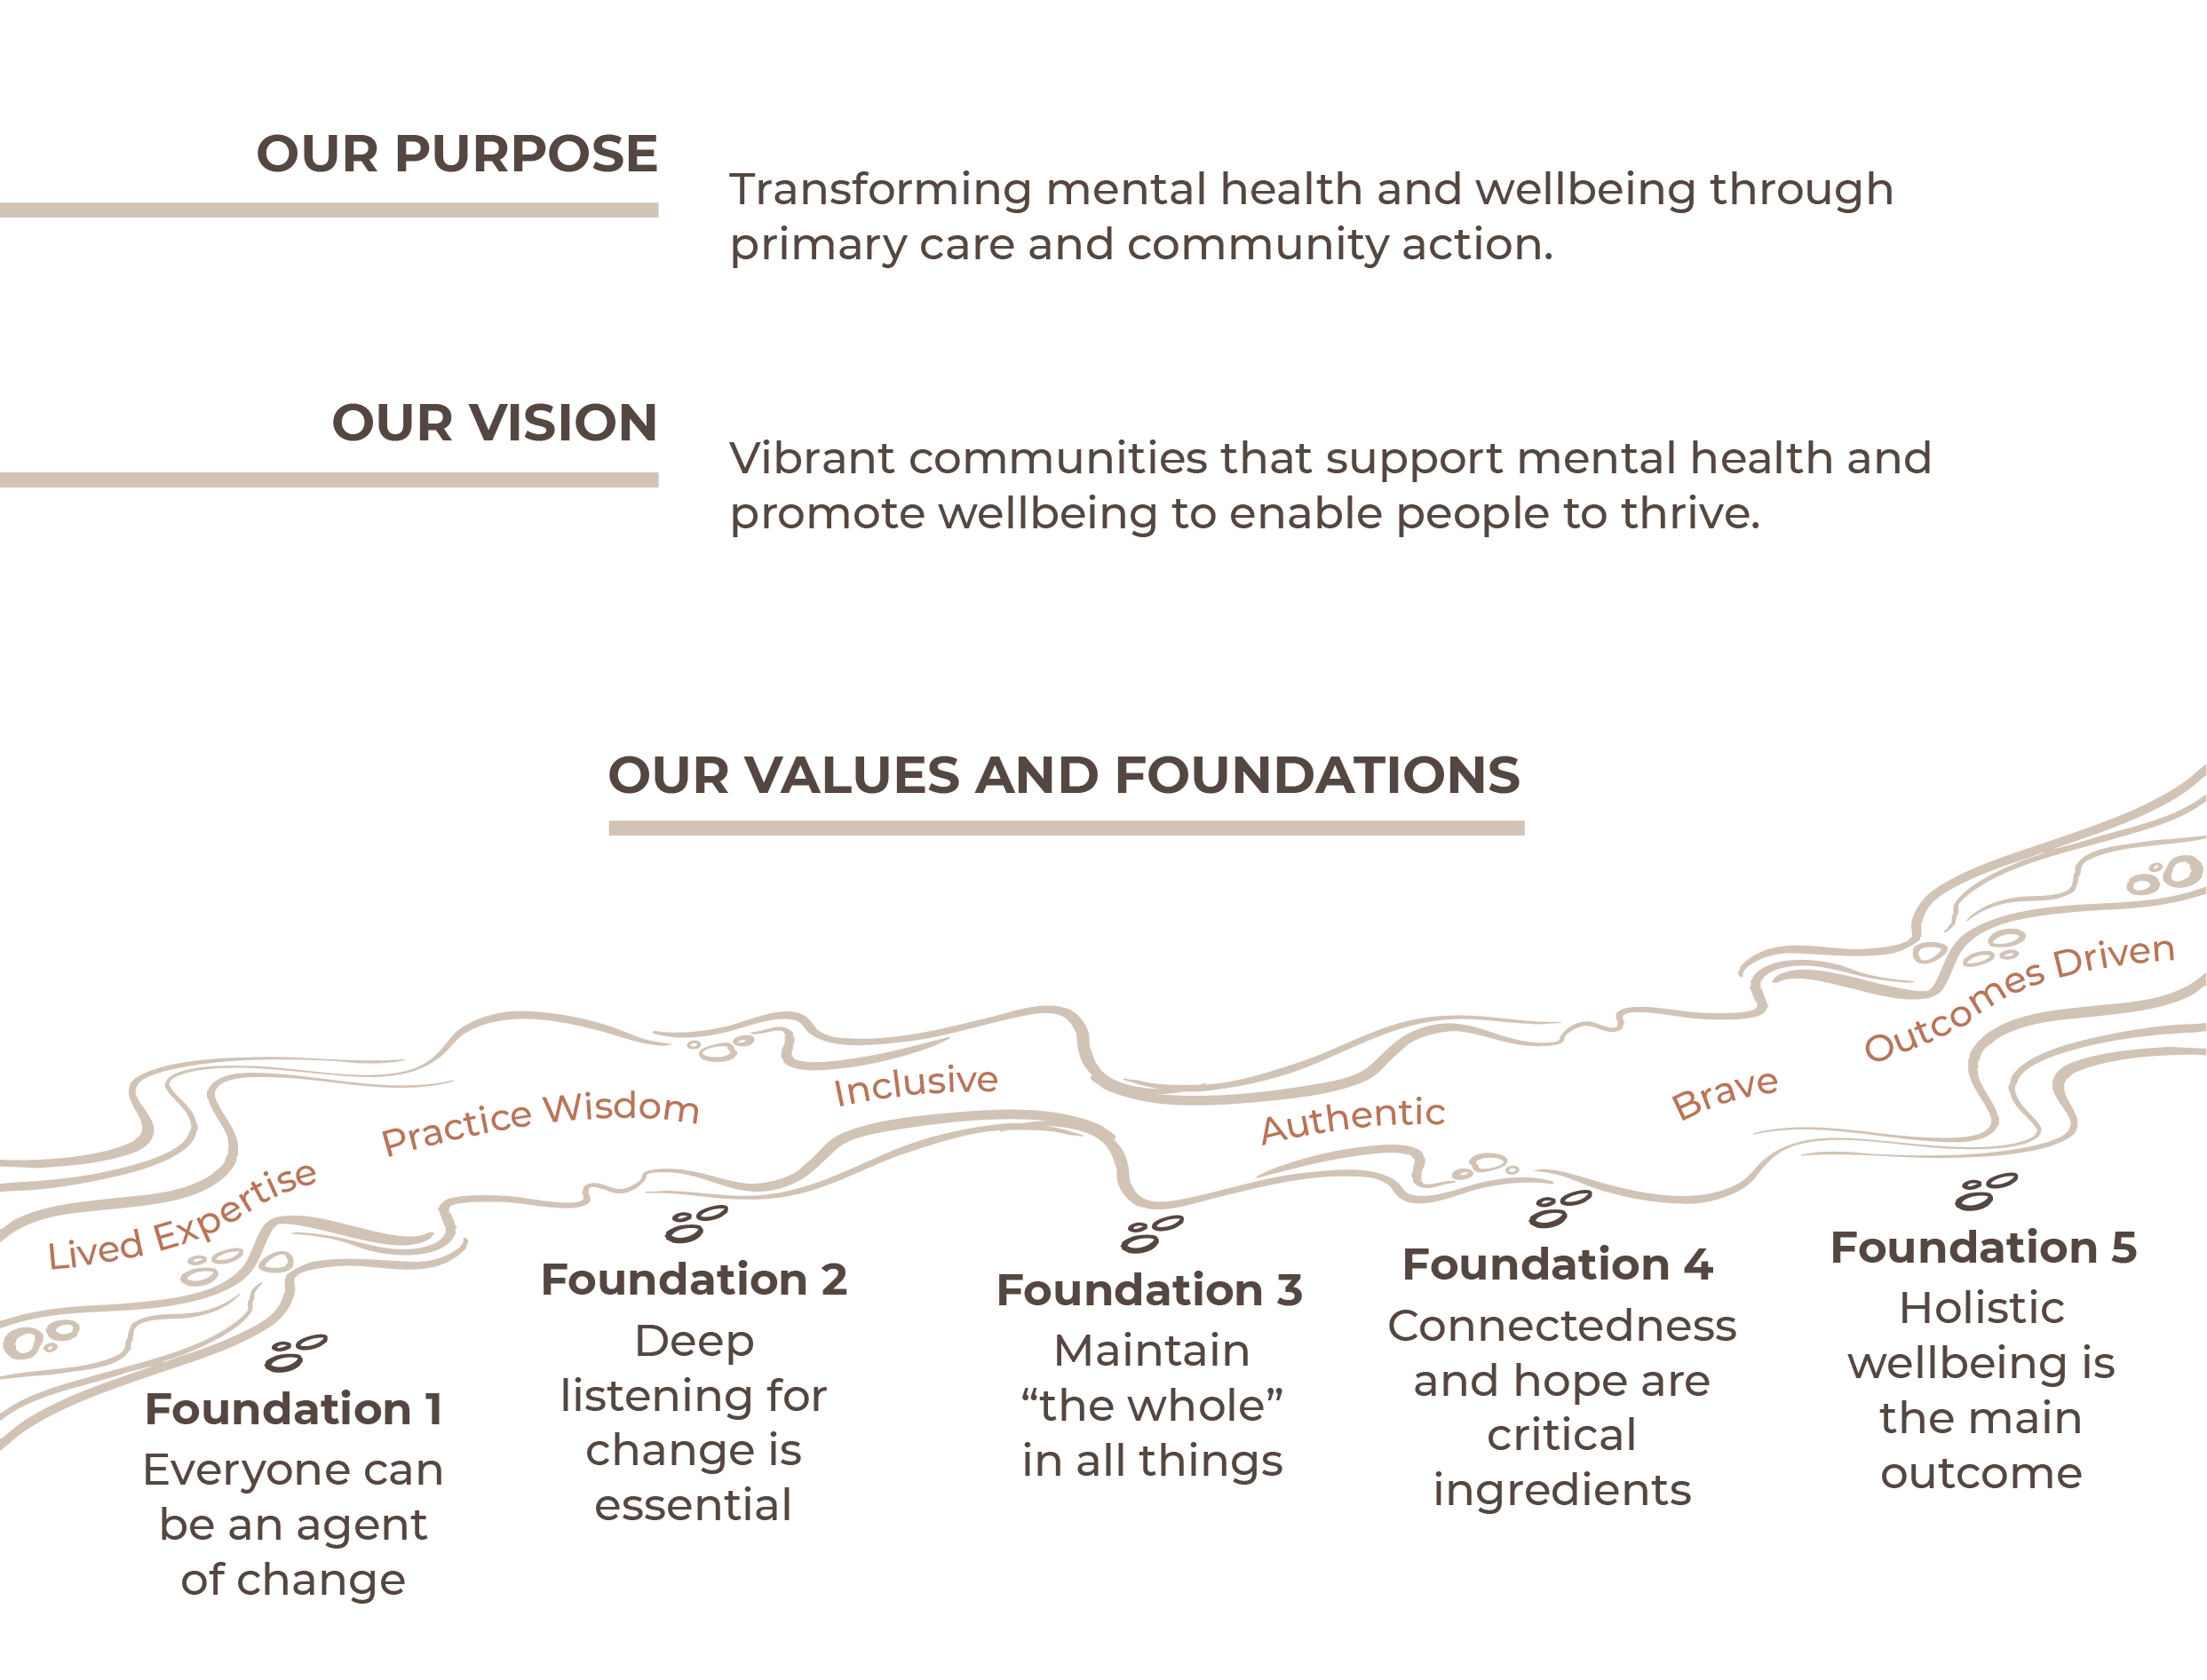 OUR PURPOSE
Transforming mental health and wellbeing through
primary care and community action.
OUR VISION
Vibrant communities that support mental health and
promote wellbeing to enable people to thrive.
OUR VALUES AND FOUNDATIONS
Lived Expertise
Practice Wisdom
Inclusive
Authentic
Brave
Outcomes Driven
Foundation 1
Everyone can
be an agent
of change
Foundation 2
Deep
listening for
change is
essential
Foundation 3
Maintain
“the whole”
in all things
Foundation 4
Connectedness
and hope are
critical
ingredients
Foundation 5
Holistic
wellbeing is
the main
outcome